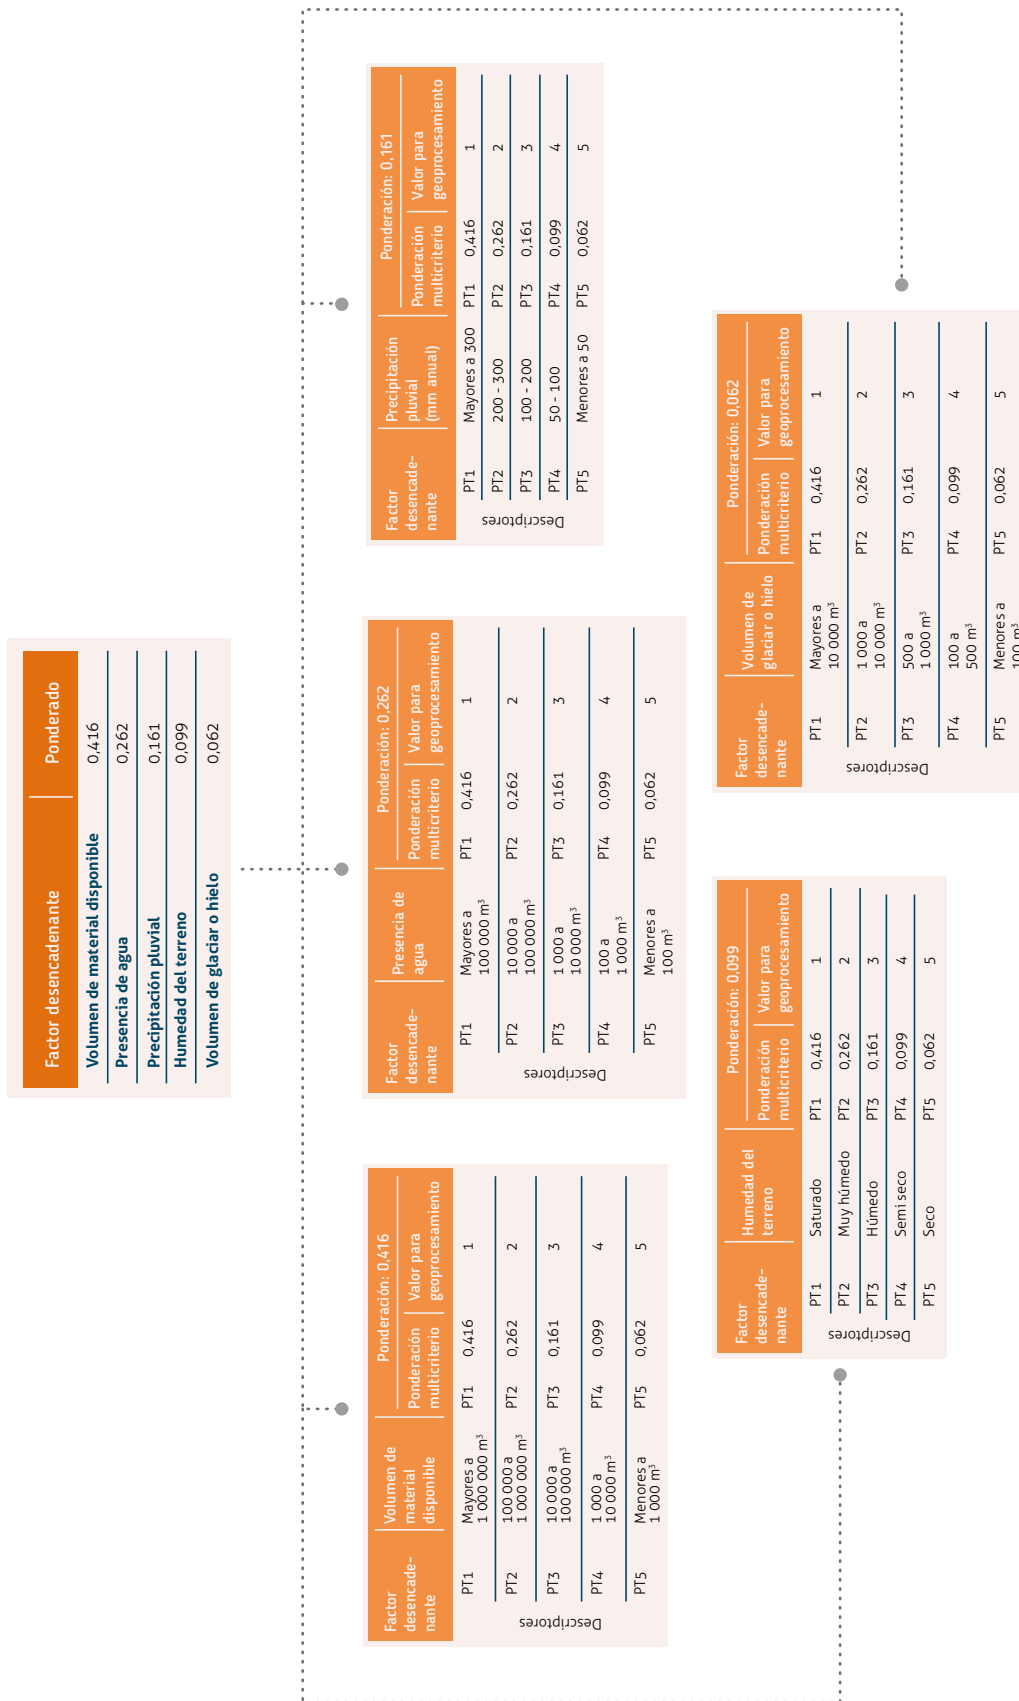 Factor desencadenante Ponderado
Volumen de material disponible 0,416
Presencia de agua 0,262
Precipitación pluvial 0,161
Humedad del terreno 0,099
Volumen de glaciar o hielo 0,062
Factor
desencade-
nante
Volumen de
material
disponible
Ponderación: 0,416
Ponderación
multicriterio
Valor para
geoprocesamiento
Descriptores
PT1 Mayores a
1 000 000 m³ PT1 0,416 1
PT2 100 000 a
1 000 000 m³ PT2 0,262 2
PT3 10 000 a
100 000 m³ PT3 0,161 3
PT4 1 000 a
10 000 m³ PT4 0,099 4
PT5 Menores a
1 000 m³ PT5 0,062 5
Factor
desencade-
nante
Presencia de
agua
Ponderación: 0,262
Ponderación
multicriterio
Valor para
geoprocesamiento
Descriptores
PT1 Mayores a
100 000 m³ PT1 0,416 1
PT2 10 000 a
100 000 m³ PT2 0,262 2
PT3 1 000 a
10 000 m³ PT3 0,161 3
PT4 100 a
1 000 m³ PT4 0,099 4
PT5 Menores a
100 m³ PT5 0,062 5
Factor
desencade-
nante
Precipitación
pluvial
(mm anual)
Ponderación: 0,161
Ponderación
multicriterio
Valor para
geoprocesamiento
Descriptores
PT1 Mayores a 300 PT1 0,416 1
PT2 200 - 300 PT2 0,262 2
PT3 100 - 200 PT3 0,161 3
PT4 50 - 100 PT4 0,099 4
PT5 Menores a 50 PT5 0,062 5
Factor
desencade-
nante
Humedad del
terreno
Ponderación: 0,099
Ponderación
multicriterio
Valor para
geoprocesamiento
Descriptores
PT1 Saturado PT1 0,416 1
PT2 Muy húmedo PT2 0,262 2
PT3 Húmedo PT3 0,161 3
PT4 Semi seco PT4 0,099 4
PT5 Seco PT5 0,062 5
Factor
desencade-
nante
Volumen de
glaciar o hielo
Ponderación: 0,062
Ponderación
multicriterio
Valor para
geoprocesamiento
Descriptores
PT1 Mayores a
10 000 m³ PT1 0,416 1
PT2 1 000 a
10 000 m³ PT2 0,262 2
PT3 500 a
1 000 m³ PT3 0,161 3
PT4 100 a
500 m³ PT4 0,099 4
PT5 Menores a
100 m³ PT5 0,062 5